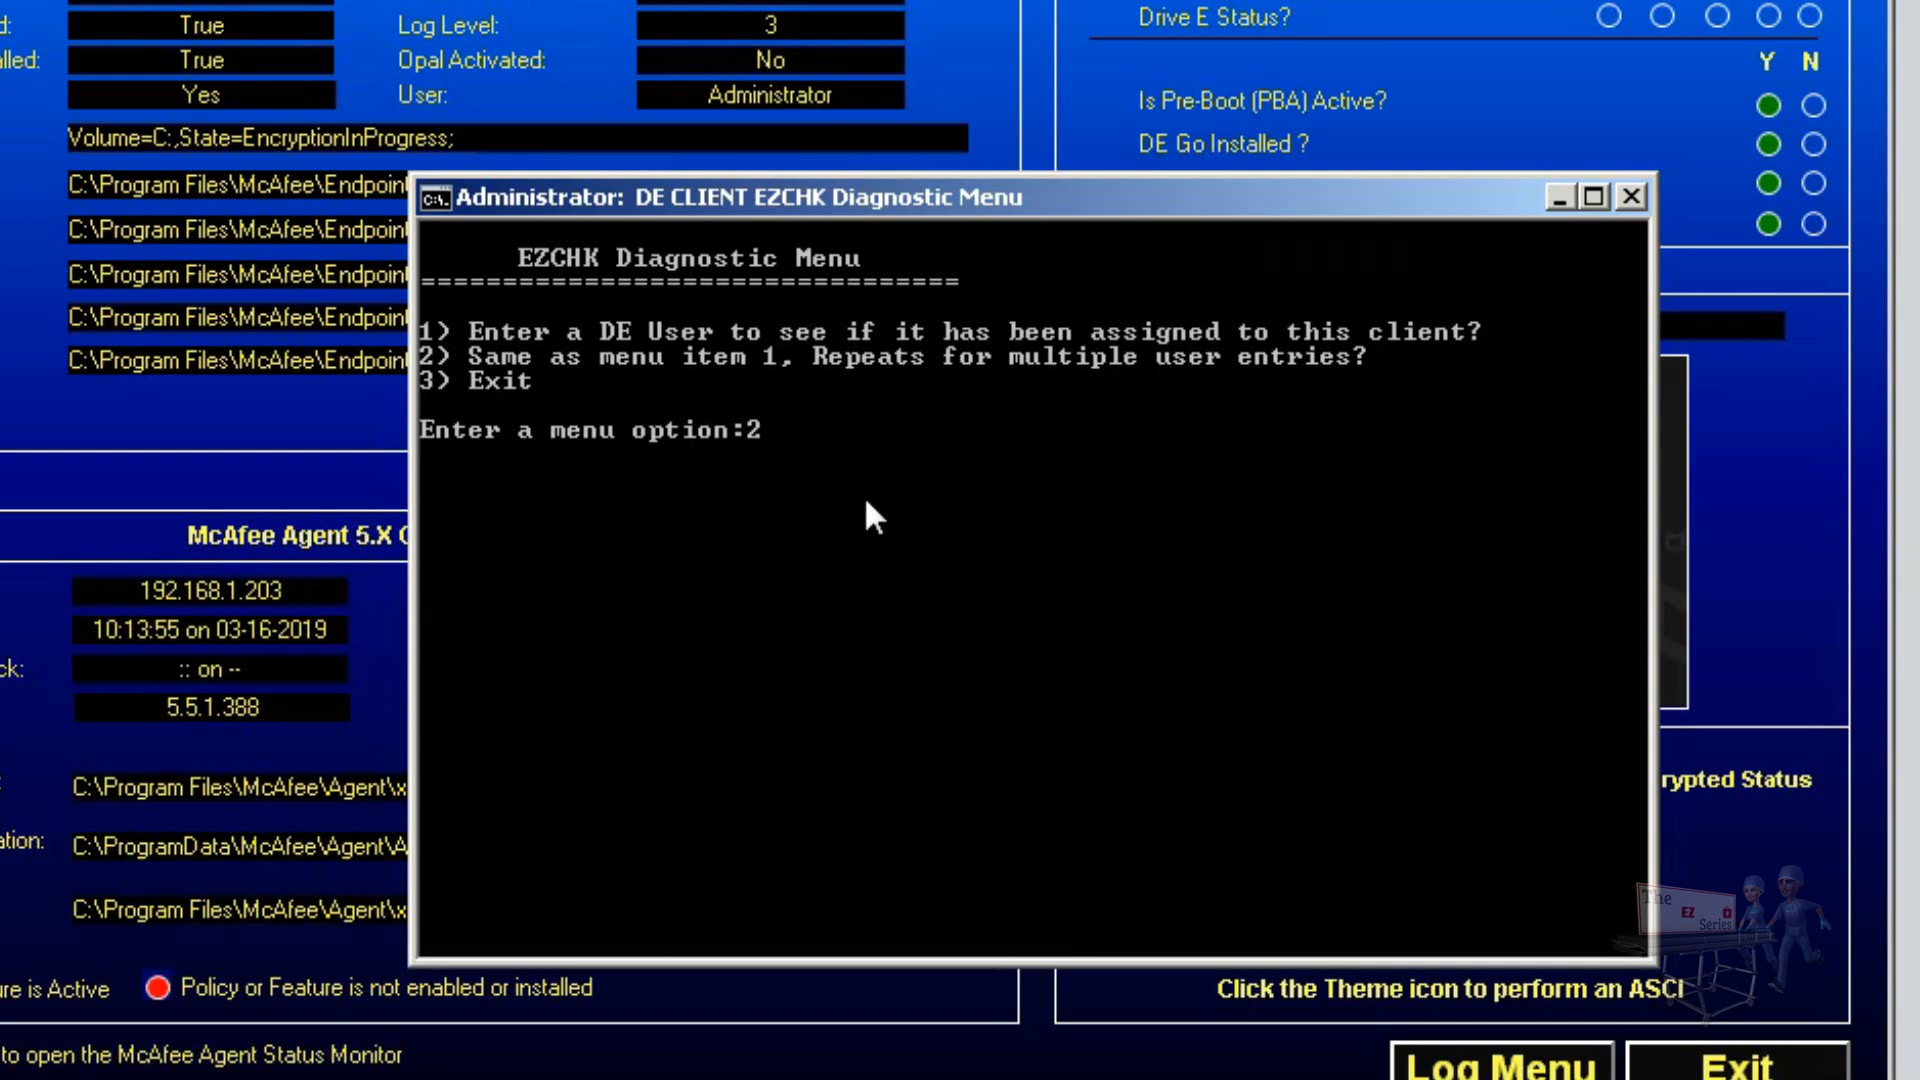 d:
True
Log Level:
3
Drive E Status?
lled:
True
Opal Activated:
No
Y N
Yes
User:
Administrator
Is Pre-Boot (PBA) Active?
Volume=C:,State=EncryptionInProgress;
DE Go Installed ?
C:\Program Files\McAfee\Endpoint
C:\Program Files\McAfee\Endpoint
C:\Program Files\McAfee\Endpoint
C:\Program Files\McAfee\Endpoint
C:\Program Files\McAfee\Endpoint
Administrator: DE CLIENT EZCHK Diagnostic Menu
EZCHK Diagnostic Menu
=================================
1) Enter a DE User to see if it has been assigned to this client?
2) Same as menu item 1, Repeats for multiple user entries?
3) Exit
Enter a menu option:2
McAfee Agent 5.X
192.168.1.203
10:13:55 on 03-16-2019
ck:
:: on --
5.5.1.388
C:\Program Files\McAfee\Agent\x
rypted Status
ation:
C:\ProgramData\McAfee\Agent\A
C:\Program Files\McAfee\Agent\x
The
EZ
Series
re is Active
Policy or Feature is not enabled or installed
Click the Theme icon to perform an ASCI
to open the McAfee Agent Status Monitor
Log Menu
Exit